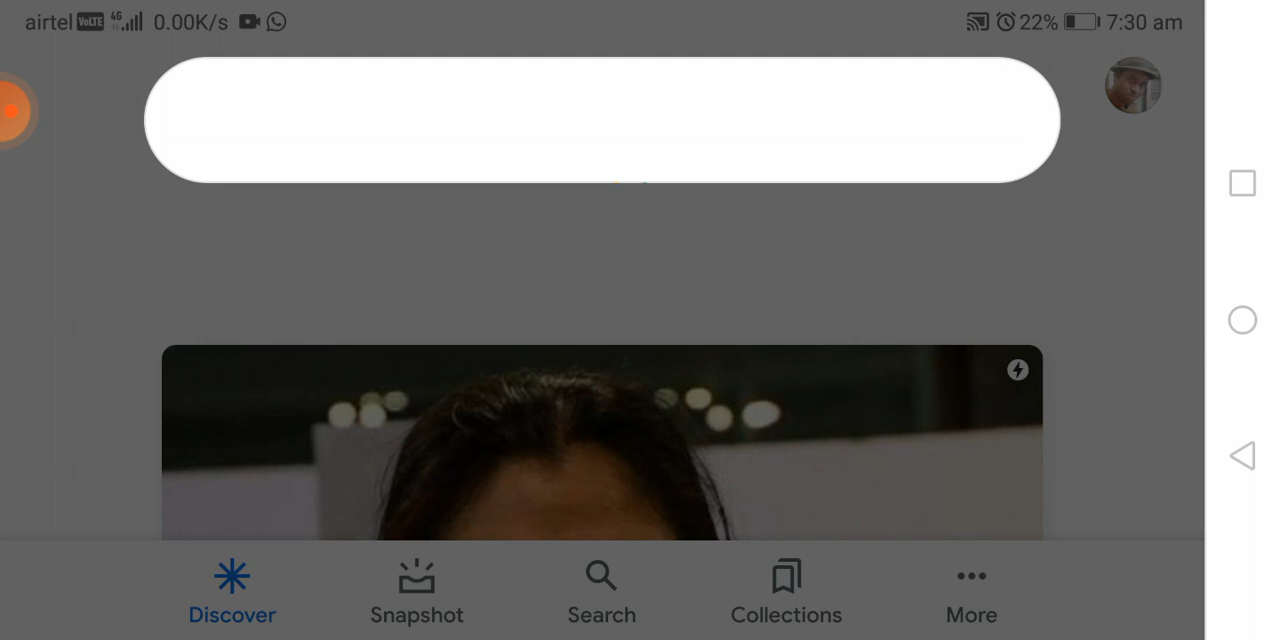 airtel VoLTE 4G 0.00K/s 22% 7:30 am
Discover Snapshot Search Collections More